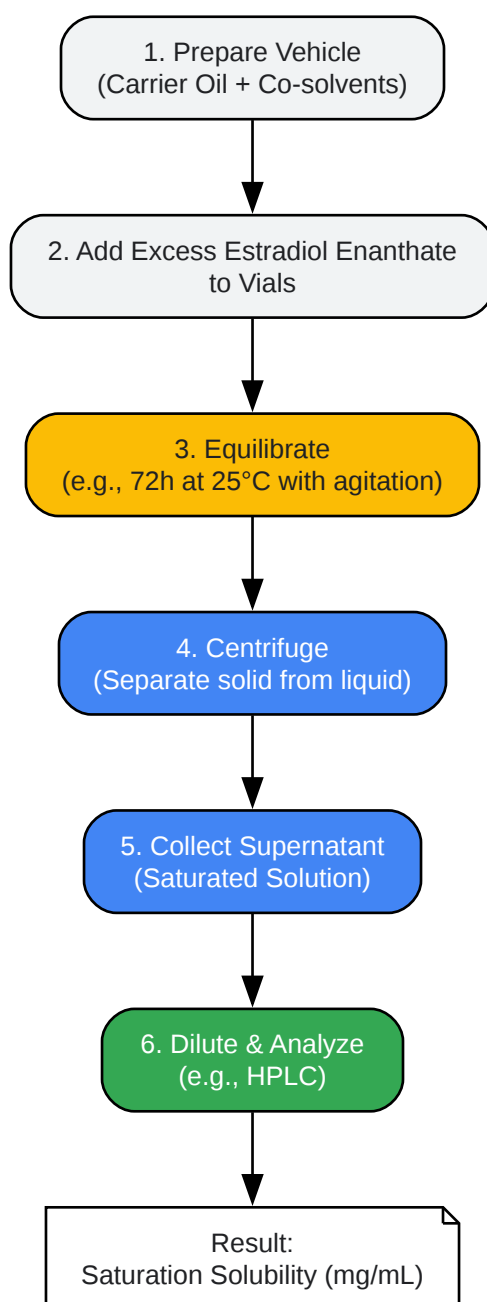 1. Prepare Vehicle
(Carrier Oil + Co-solvents)
2. Add Excess Estradiol Enanthate
to Vials
3. Equilibrate
(e.g., 72h at 25°C with agitation)
4. Centrifuge
(Separate solid from liquid)
5. Collect Supernatant
(Saturated Solution)
6. Dilute & Analyze
(e.g., HPLC)
Result:
Saturation Solubility (mg/mL)